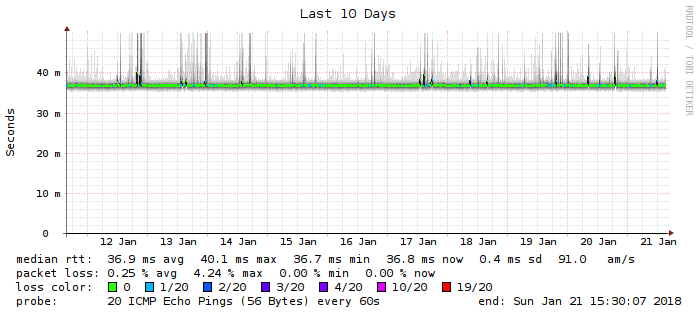 Last 10 Days
RRDTOOL / TOBI OETIKER
Seconds
40 m
30 m
20 m
10 m
0
12 Jan 13 Jan 14 Jan 15 Jan 16 Jan 17 Jan 18 Jan 19 Jan 20 Jan 21 Jan
median rtt: 36.9 ms avg 40.1 ms max 36.7 ms min 36.8 ms now 0.4 ms sd 91.0 am/s
packet loss: 0.25 % avg 4.24 % max 0.00 % min 0.00 % now
loss color: 0 1/20 2/20 3/20 4/20 10/20 19/20
probe: 20 ICMP Echo Pings (56 Bytes) every 60s end: Sun Jan 21 15:30:07 2018